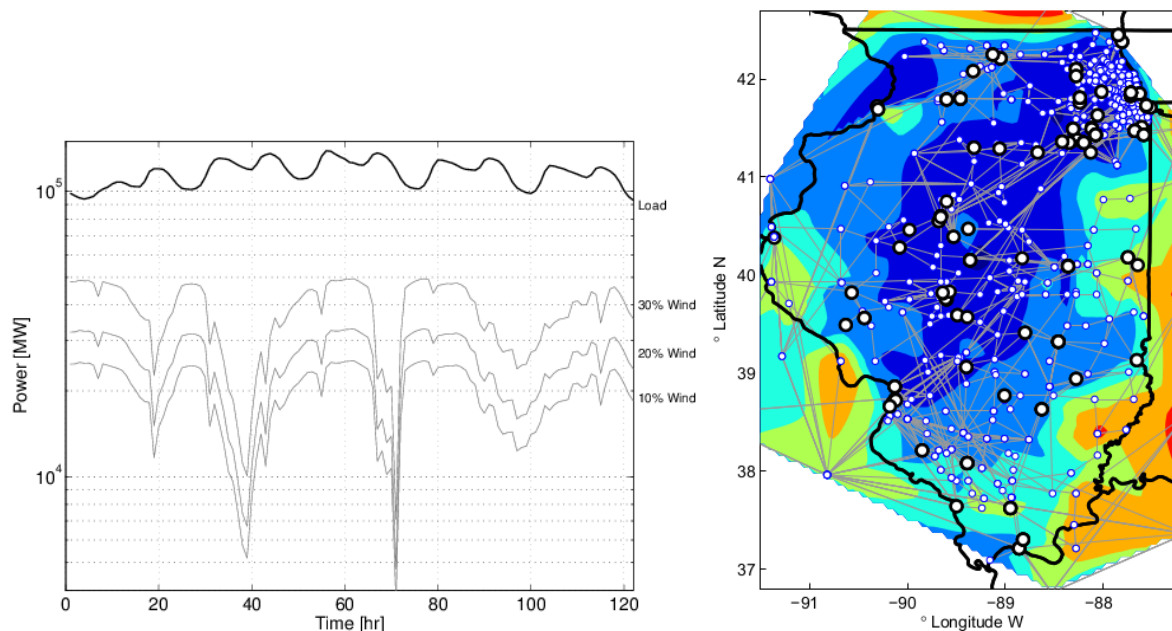 10^5
10^4
Power [MW]
Load
30% Wind
20% Wind
10% Wind
0 20 40 60 80 100 120
Time [hr]
42
41
40
39
38
37
° Latitude N
−91 −90 −89 −88
° Longitude W